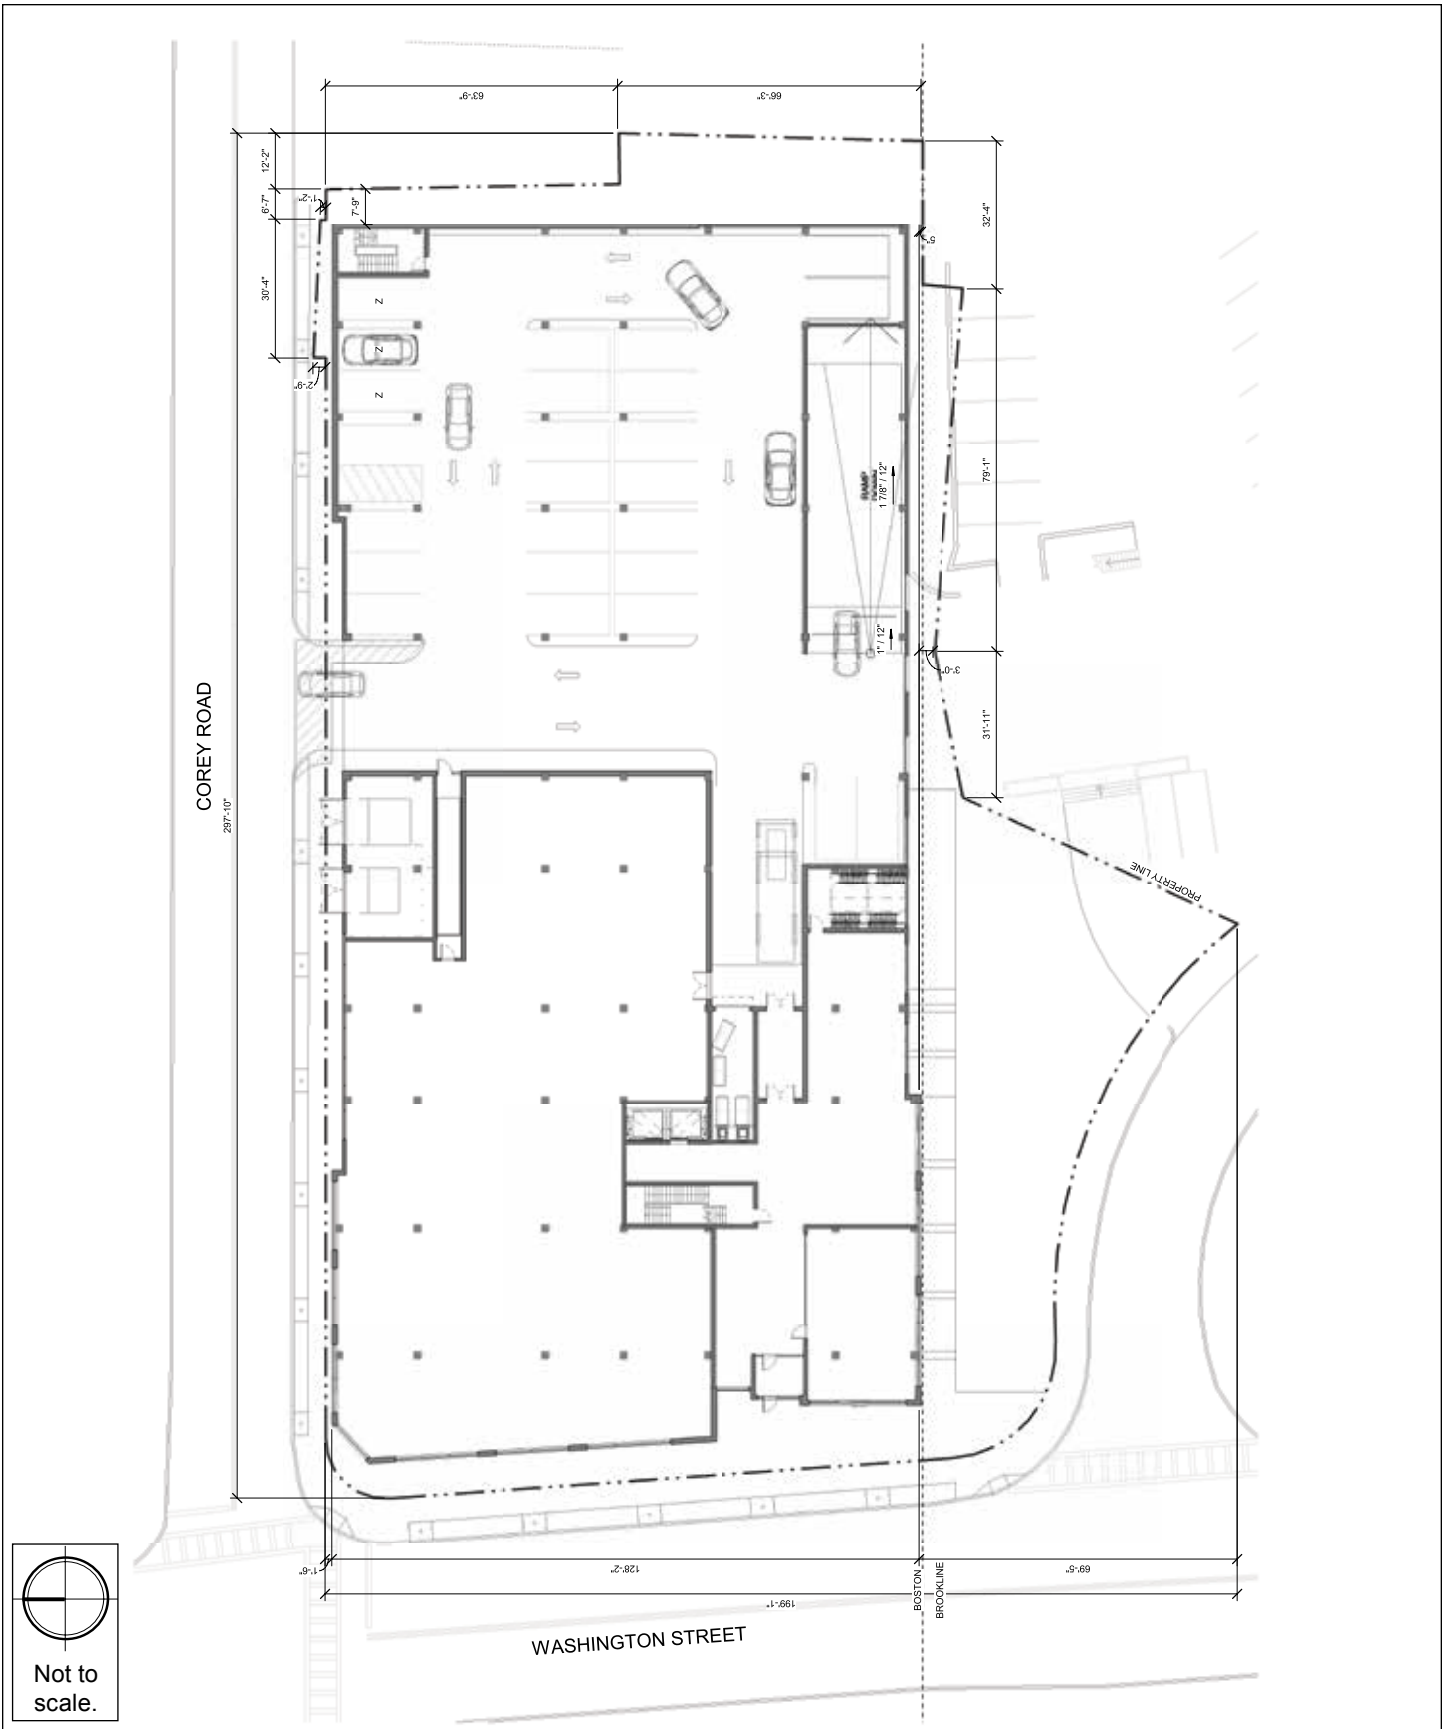 63'-9"
66'-3"
12'-2"
6'-7"
1'-2"
7'-9"
32'-4"
5"
30'-4"
2'-9"
Z
Z
Z
79'-1"
RAMP
1 7/8" / 12"
1" / 12"
3'-0"
31'-11"
COREY ROAD
297'-10"
PROPERTY LINE
1'-6"
128'-2"
69'-5"
BOSTON
BROOKLINE
199'-1"
WASHINGTON STREET
Not to
scale.